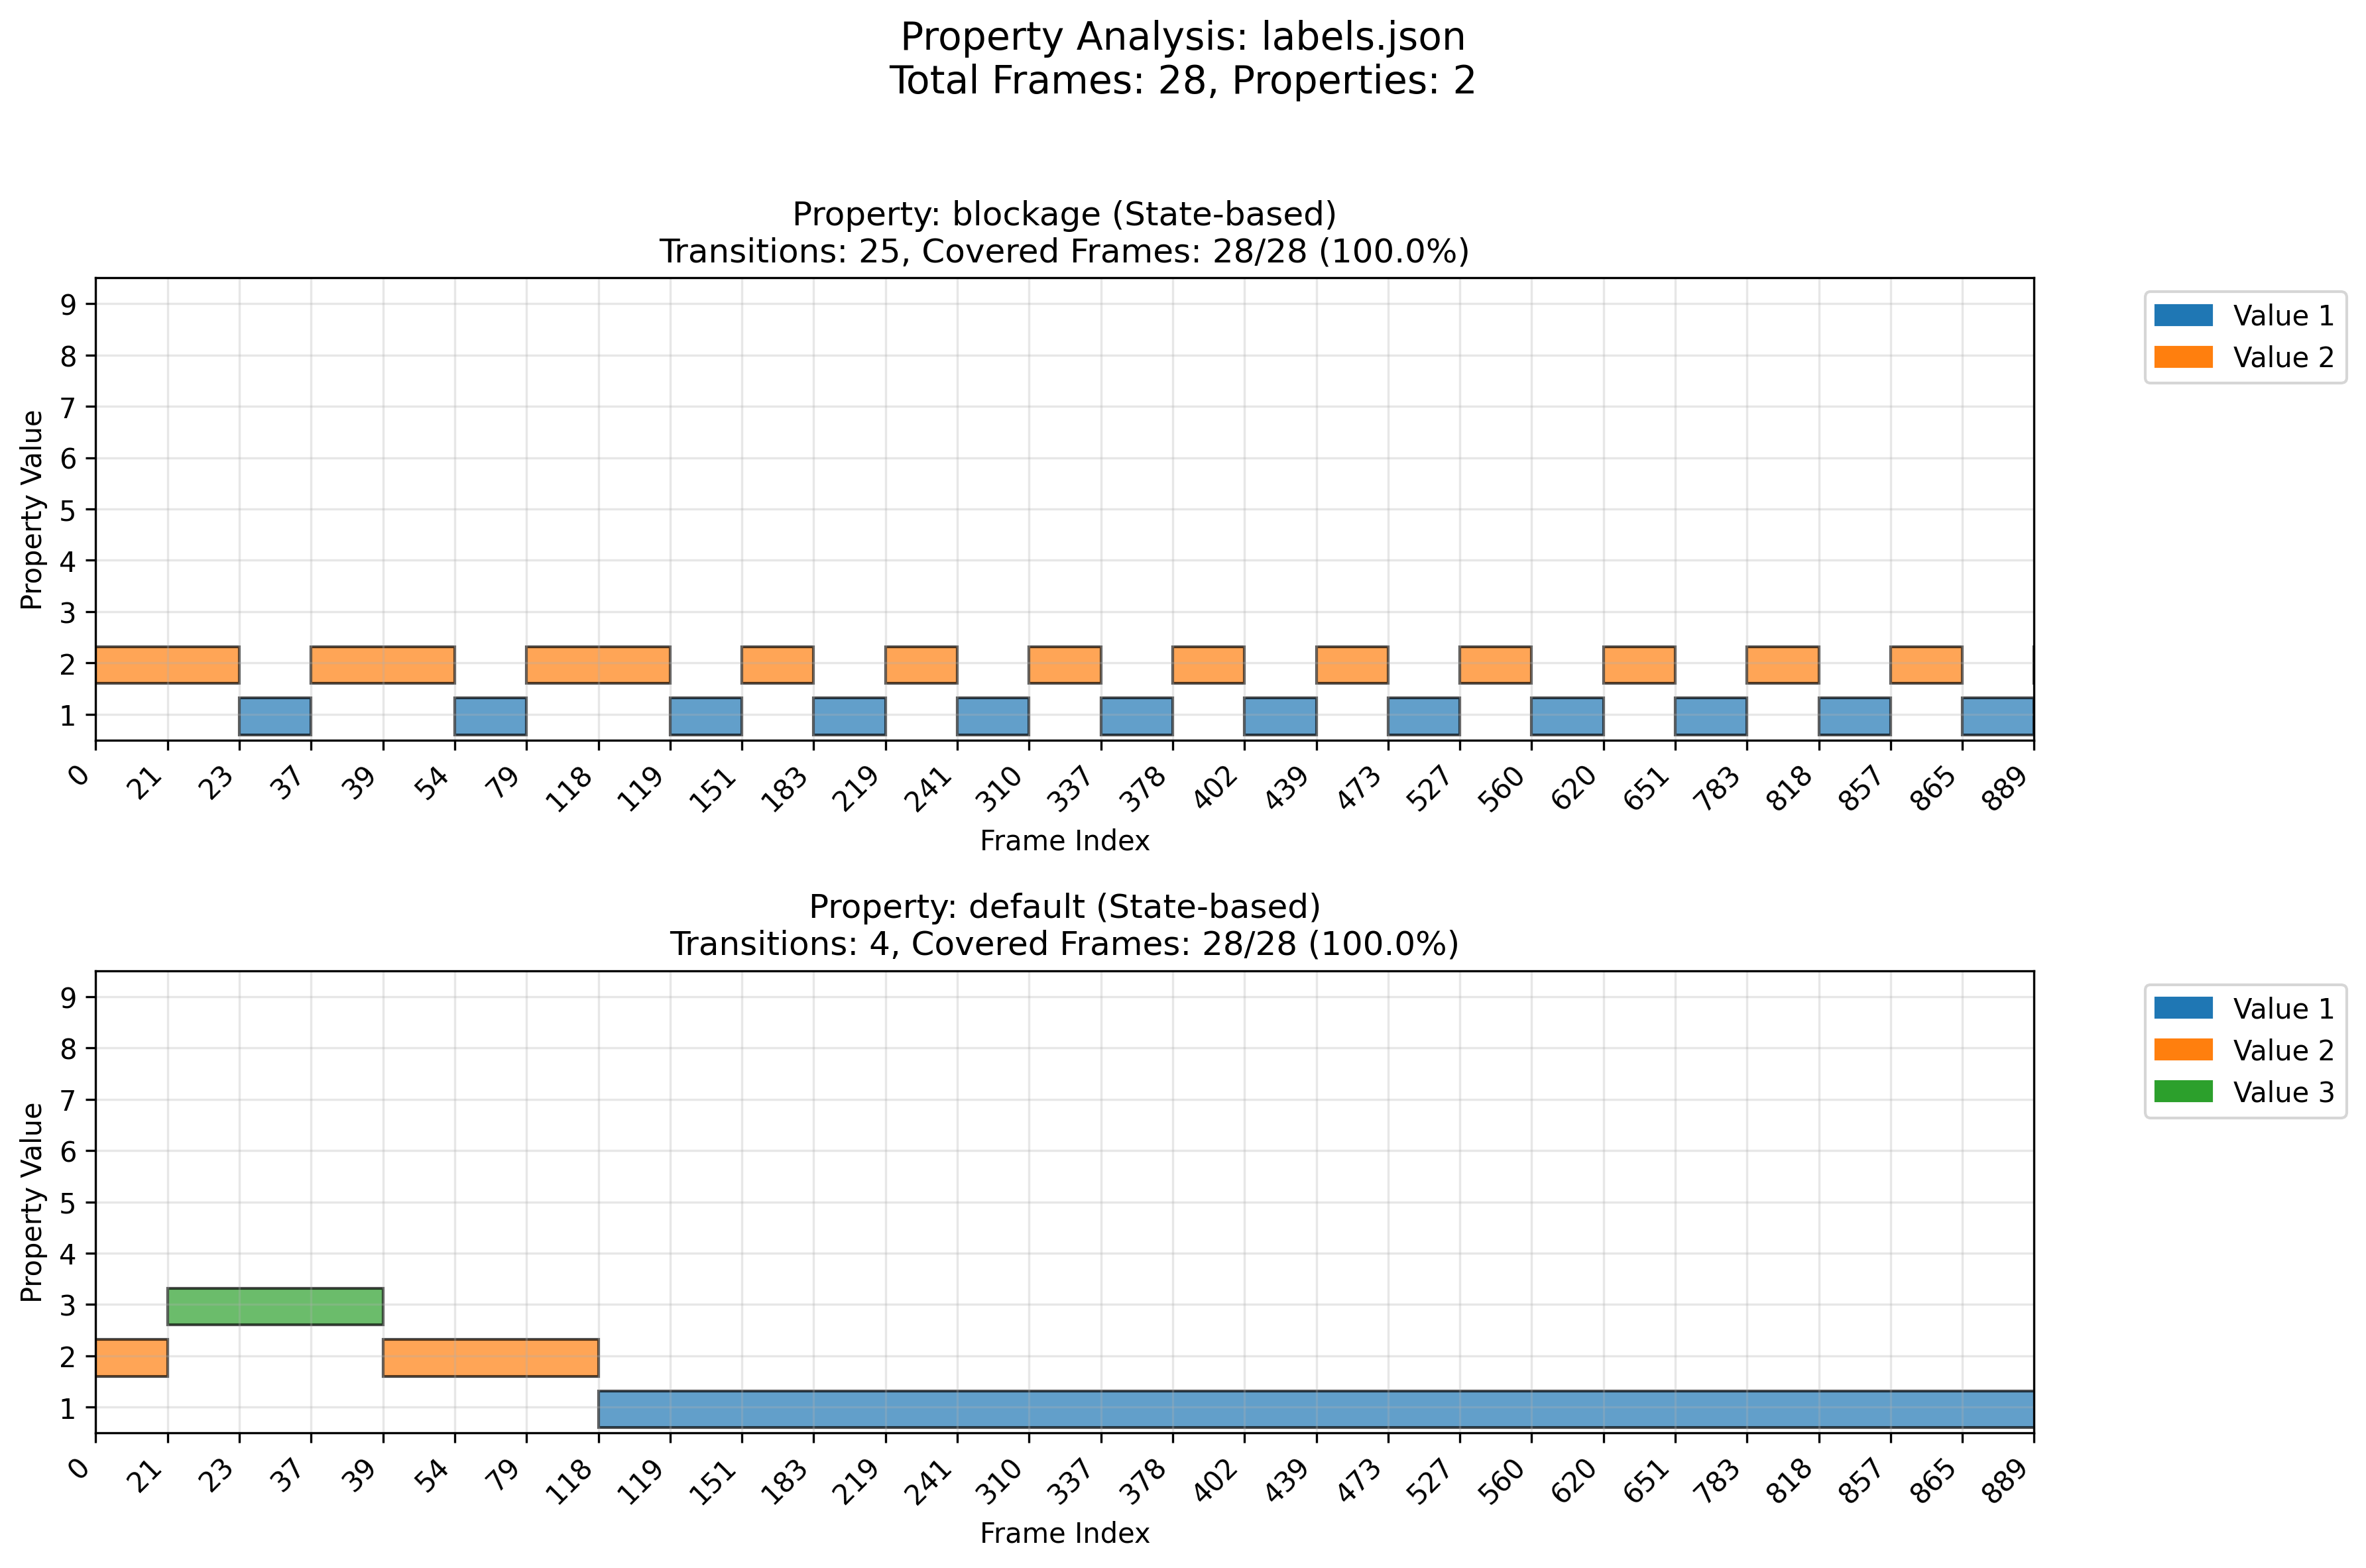 Property Analysis: labels.json
Total Frames: 28, Properties: 2
Property: blockage (State-based)
Transitions: 25, Covered Frames: 28/28 (100.0%)
Property Value
9
8
7
6
5
4
3
2
1
0 21 23 37 39 54 79 118 119 151 183 219 241 310 337 378 402 439 473 527 560 620 651 783 818 857 865 889
Frame Index
Value 1
Value 2
Property: default (State-based)
Transitions: 4, Covered Frames: 28/28 (100.0%)
Property Value
9
8
7
6
5
4
3
2
1
0 21 23 37 39 54 79 118 119 151 183 219 241 310 337 378 402 439 473 527 560 620 651 783 818 857 865 889
Frame Index
Value 1
Value 2
Value 3